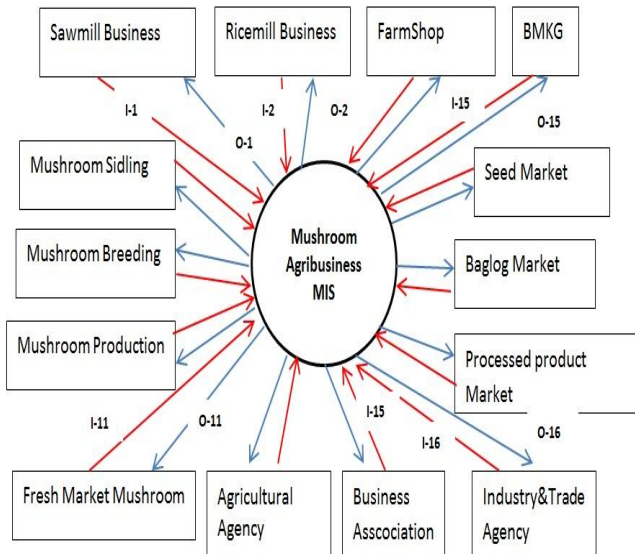 Sawmill Business
Ricemill Business
FarmShop
BMKG
I-1
I-2
O-2
I-15
O-15
O-1
Mushroom Sidling
Seed Market
Mushroom Breeding
Mushroom
Agribusiness
MIS
Baglog Market
Mushroom Production
Processed product
Market
I-11
O-11
I-15
I-16
O-16
Fresh Market Mushroom
Agricultural
Agency
Business
Asscociation
Industry&Trade
Agency